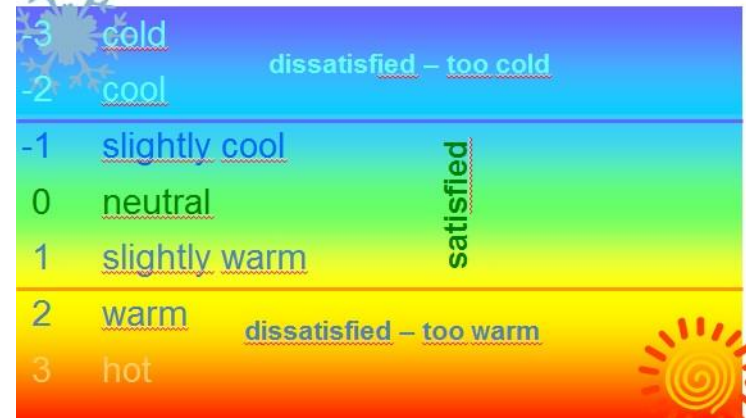 -3 cold
dissatisfied – too cold
-2 cool
-1 slightly cool
satisfied
0 neutral
1 slightly warm
2 warm
dissatisfied – too warm
3 hot